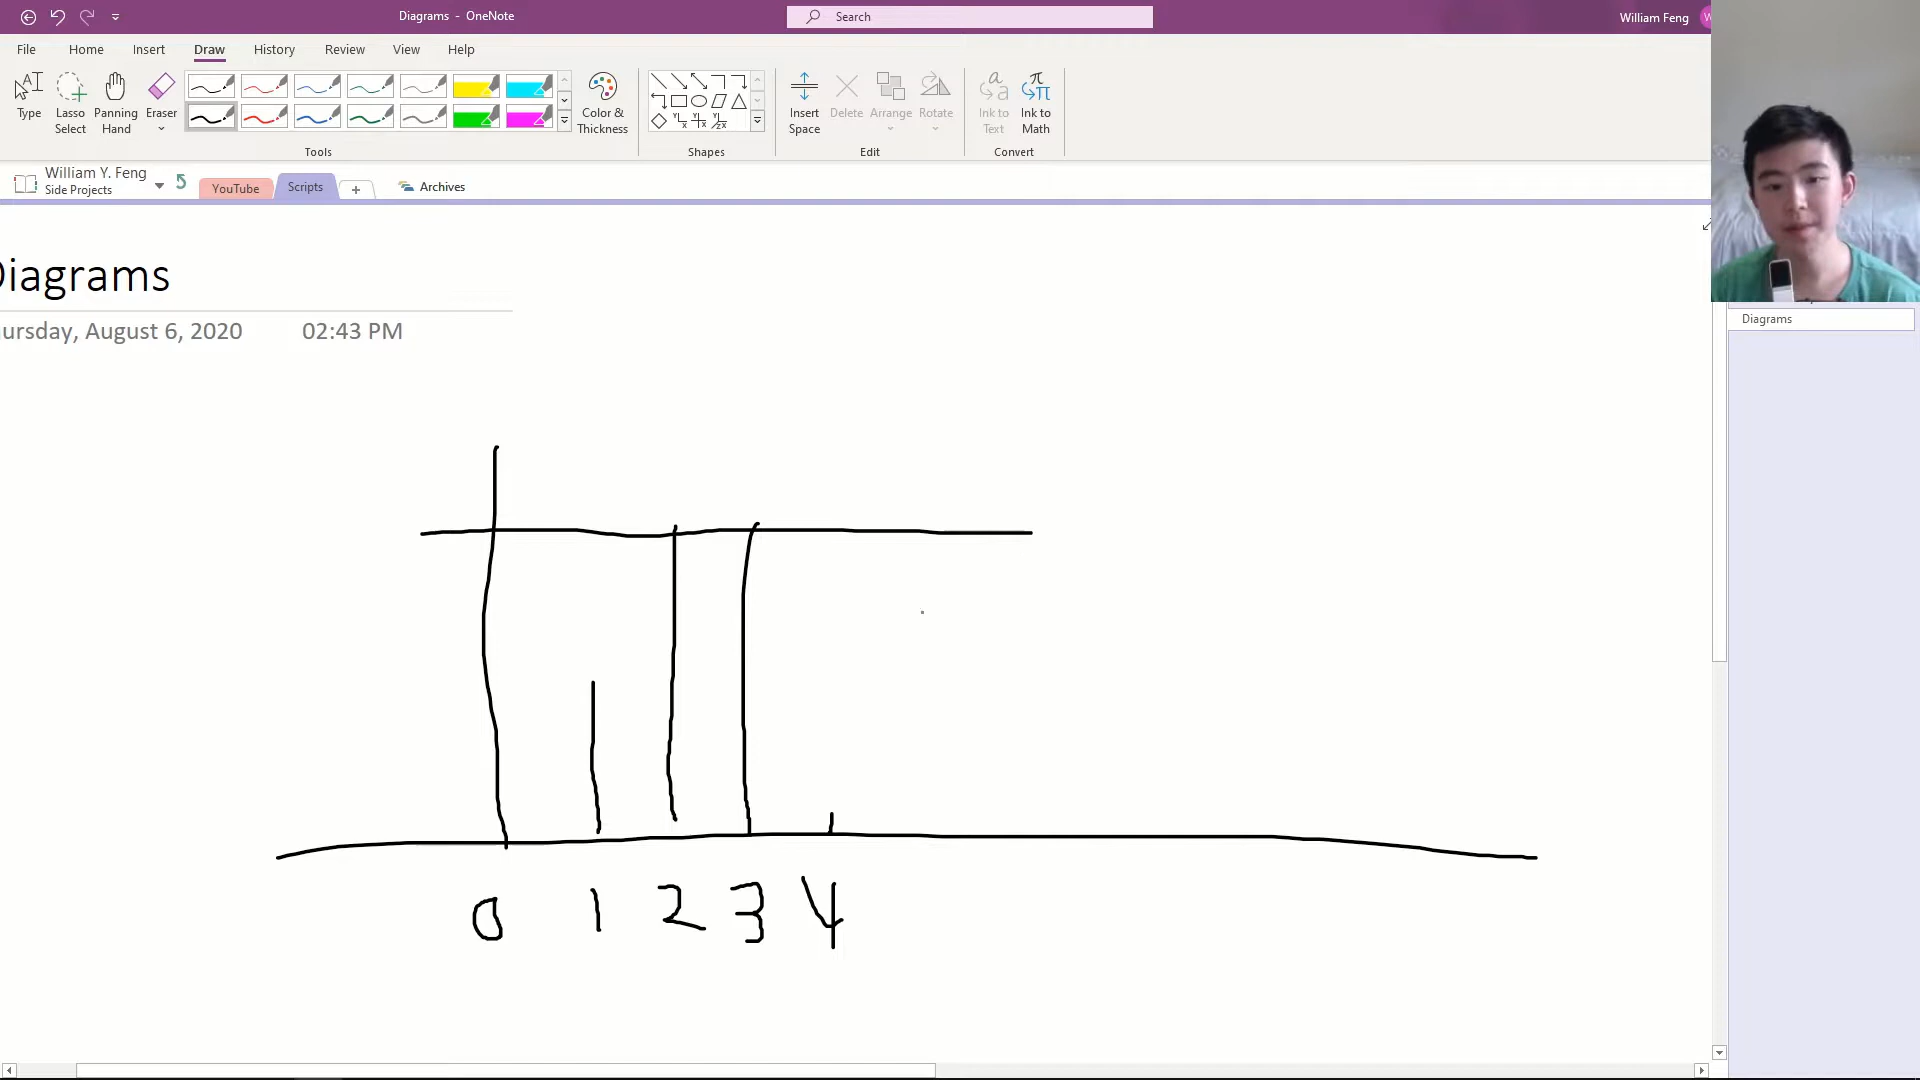 Diagrams - OneNote
Search
William Feng
File Home Insert Draw History Review View Help
Type
Lasso Select
Panning Hand
Eraser
Color & Thickness
Insert Space
Delete
Arrange
Rotate
Ink to Text
Ink to Math
Tools
Shapes
Edit
Convert
William Y. Feng
Side Projects
YouTube
Scripts
Archives
Diagrams
iagrams
ursday, August 6, 2020 02:43 PM
0 1 2 3 4